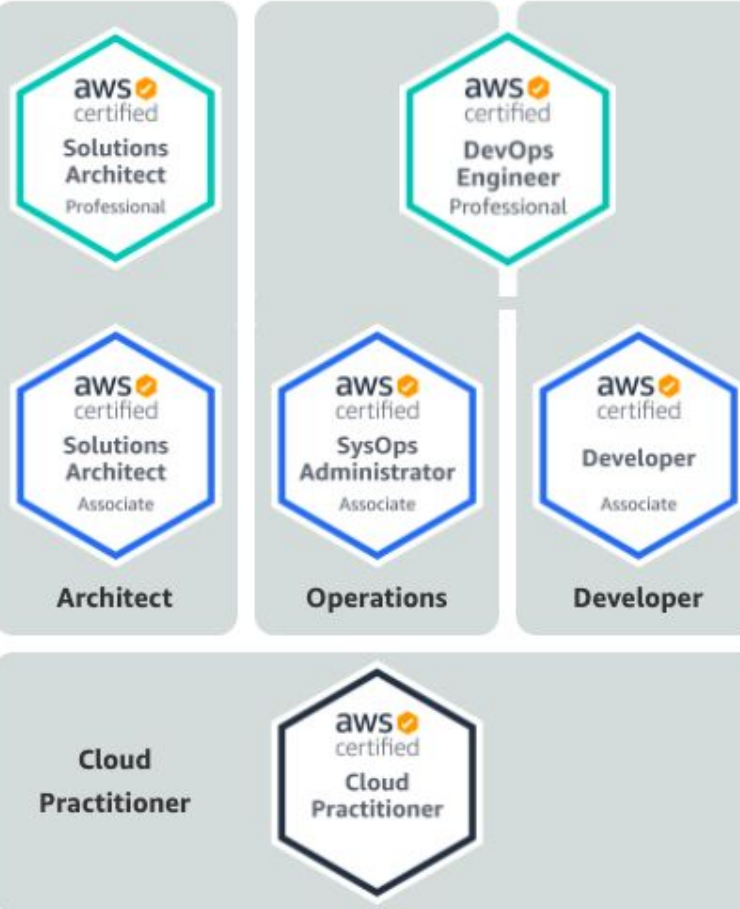 aws
certified
Solutions
Architect
Professional
aws
certified
DevOps
Engineer
Professional
aws
certified
Solutions
Architect
Associate
aws
certified
SysOps
Administrator
Associate
aws
certified
Developer
Associate
Architect
Operations
Developer
Cloud
Practitioner
aws
certified
Cloud
Practitioner